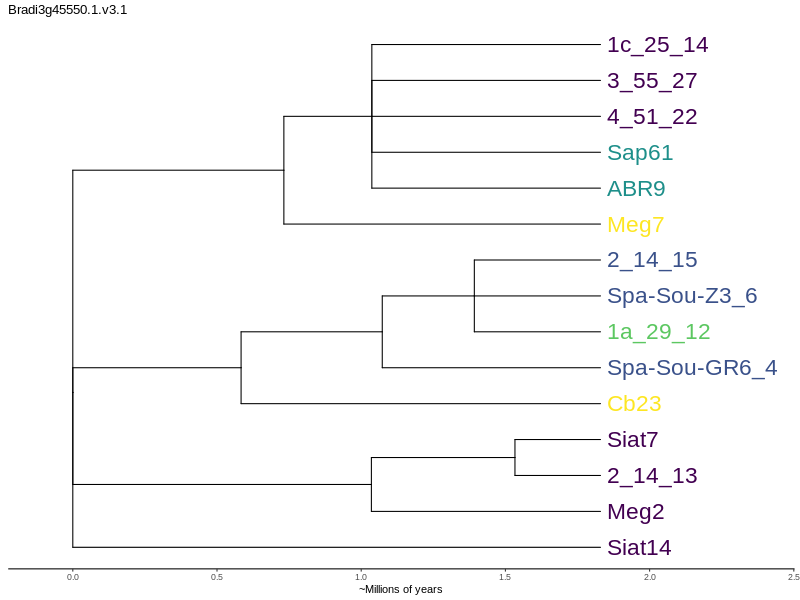 Bradi3g45550.1.v3.1
1c_25_14
3_55_27
4_51_22
Sap61
ABR9
Meg7
2_14_15
Spa-Sou-Z3_6
1a_29_12
Spa-Sou-GR6_4
Cb23
Siat7
2_14_13
Meg2
Siat14
0.0 0.5 1.0 1.5 2.0 2.5
~Millions of years